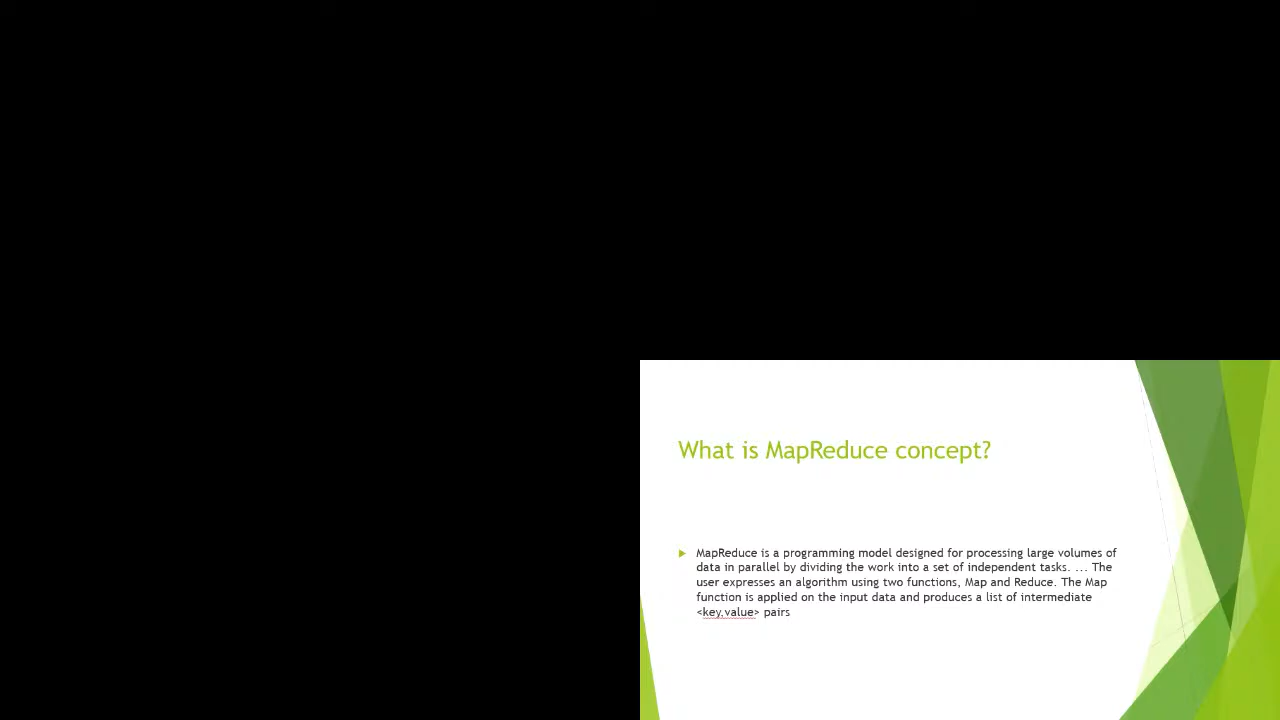 What is MapReduce concept?
MapReduce is a programming model designed for processing large volumes of
data in parallel by dividing the work into a set of independent tasks. ... The
user expresses an algorithm using two functions, Map and Reduce. The Map
function is applied on the input data and produces a list of intermediate
<key,value> pairs